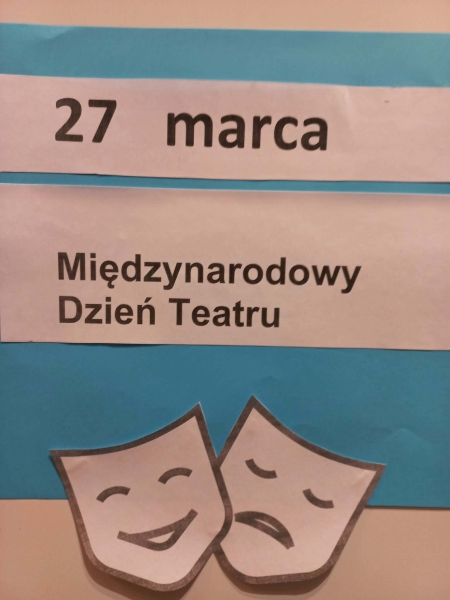 27 marca
Międzynarodowy
Dzień Teatru